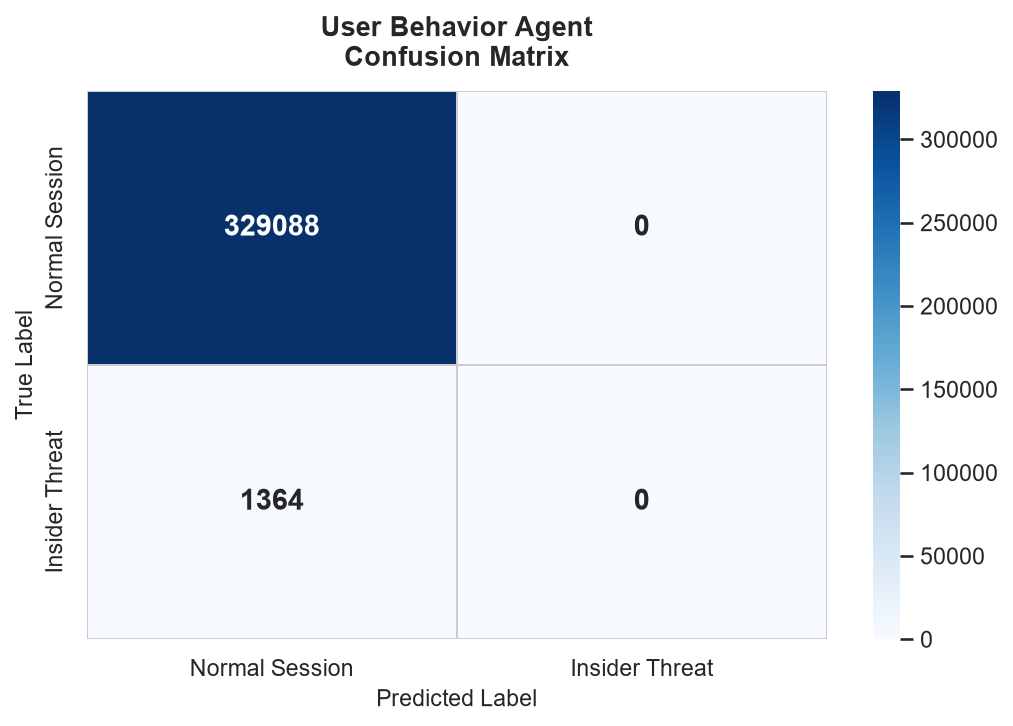 User Behavior Agent
Confusion Matrix
True Label
Normal Session
329088
0
Insider Threat
1364
0
Normal Session
Insider Threat
Predicted Label
300000
250000
200000
150000
100000
50000
0